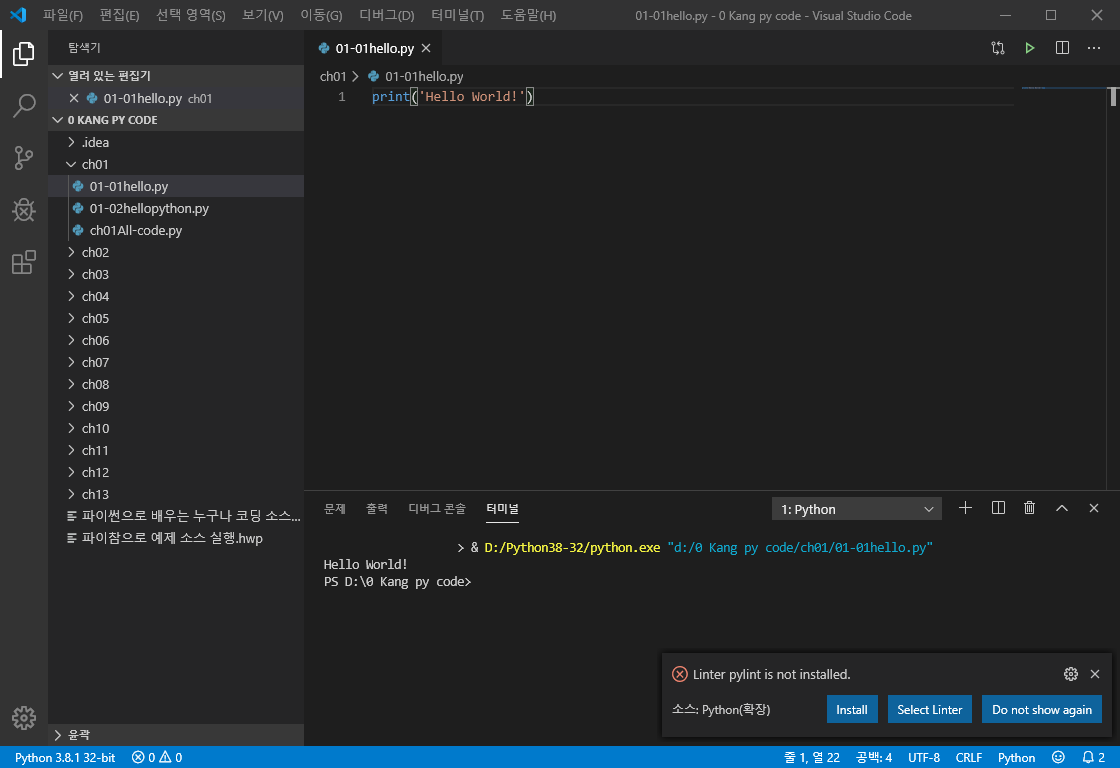 파일(F) 편집(E) 선택 영역(S) 보기(V) 이동(G) 디버그(D) 터미널(T) 도움말(H) 01-01hello.py - 0 Kang py code - Visual Studio Code
탐색기
열려 있는 편집기
01-01hello.py ch01
0 KANG PY CODE
.idea
ch01
01-01hello.py
01-02hellopython.py
ch01All-code.py
ch02
ch03
ch04
ch05
ch06
ch07
ch08
ch09
ch10
ch11
ch12
ch13
파이썬으로 배우는 누구나 코딩 소스...
파이참으로 예제 소스 실행.hwp
윤곽
01-01hello.py
ch01 > 01-01hello.py
1 print('Hello World!')
문제 출력 디버그 콘솔 터미널 1: Python
> & D:/Python38-32/python.exe "d:/0 Kang py code/ch01/01-01hello.py"
Hello World!
PS D:\0 Kang py code>
Linter pylint is not installed.
소스: Python(확장) Install Select Linter Do not show again
Python 3.8.1 32-bit 0 0 줄 1, 열 22 공백: 4 UTF-8 CRLF Python 2